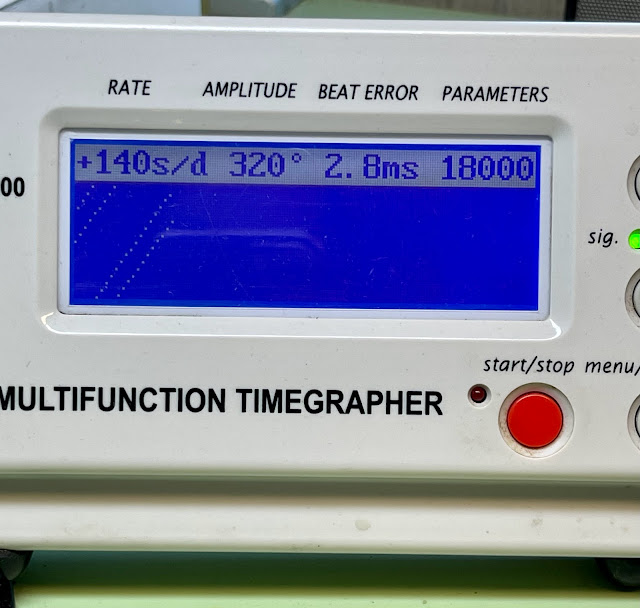 RATE AMPLITUDE BEAT ERROR PARAMETERS
+140s/d 320° 2.8ms 18000
00
sig.
start/stop menu/
MULTIFUNCTION TIMEGRAPHER